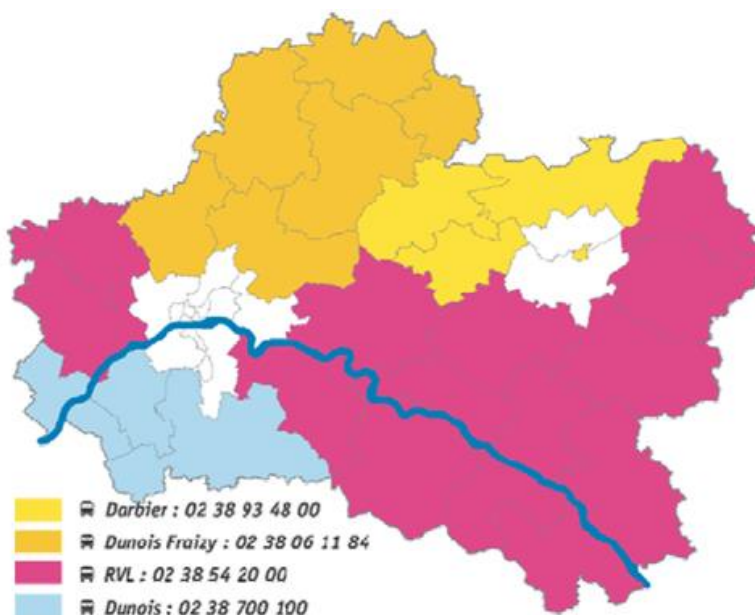 Darbier : 02 38 93 48 00
Dunois Fraizy : 02 38 06 11 84
RVL : 02 38 54 20 00
Dunois : 02 38 700 100